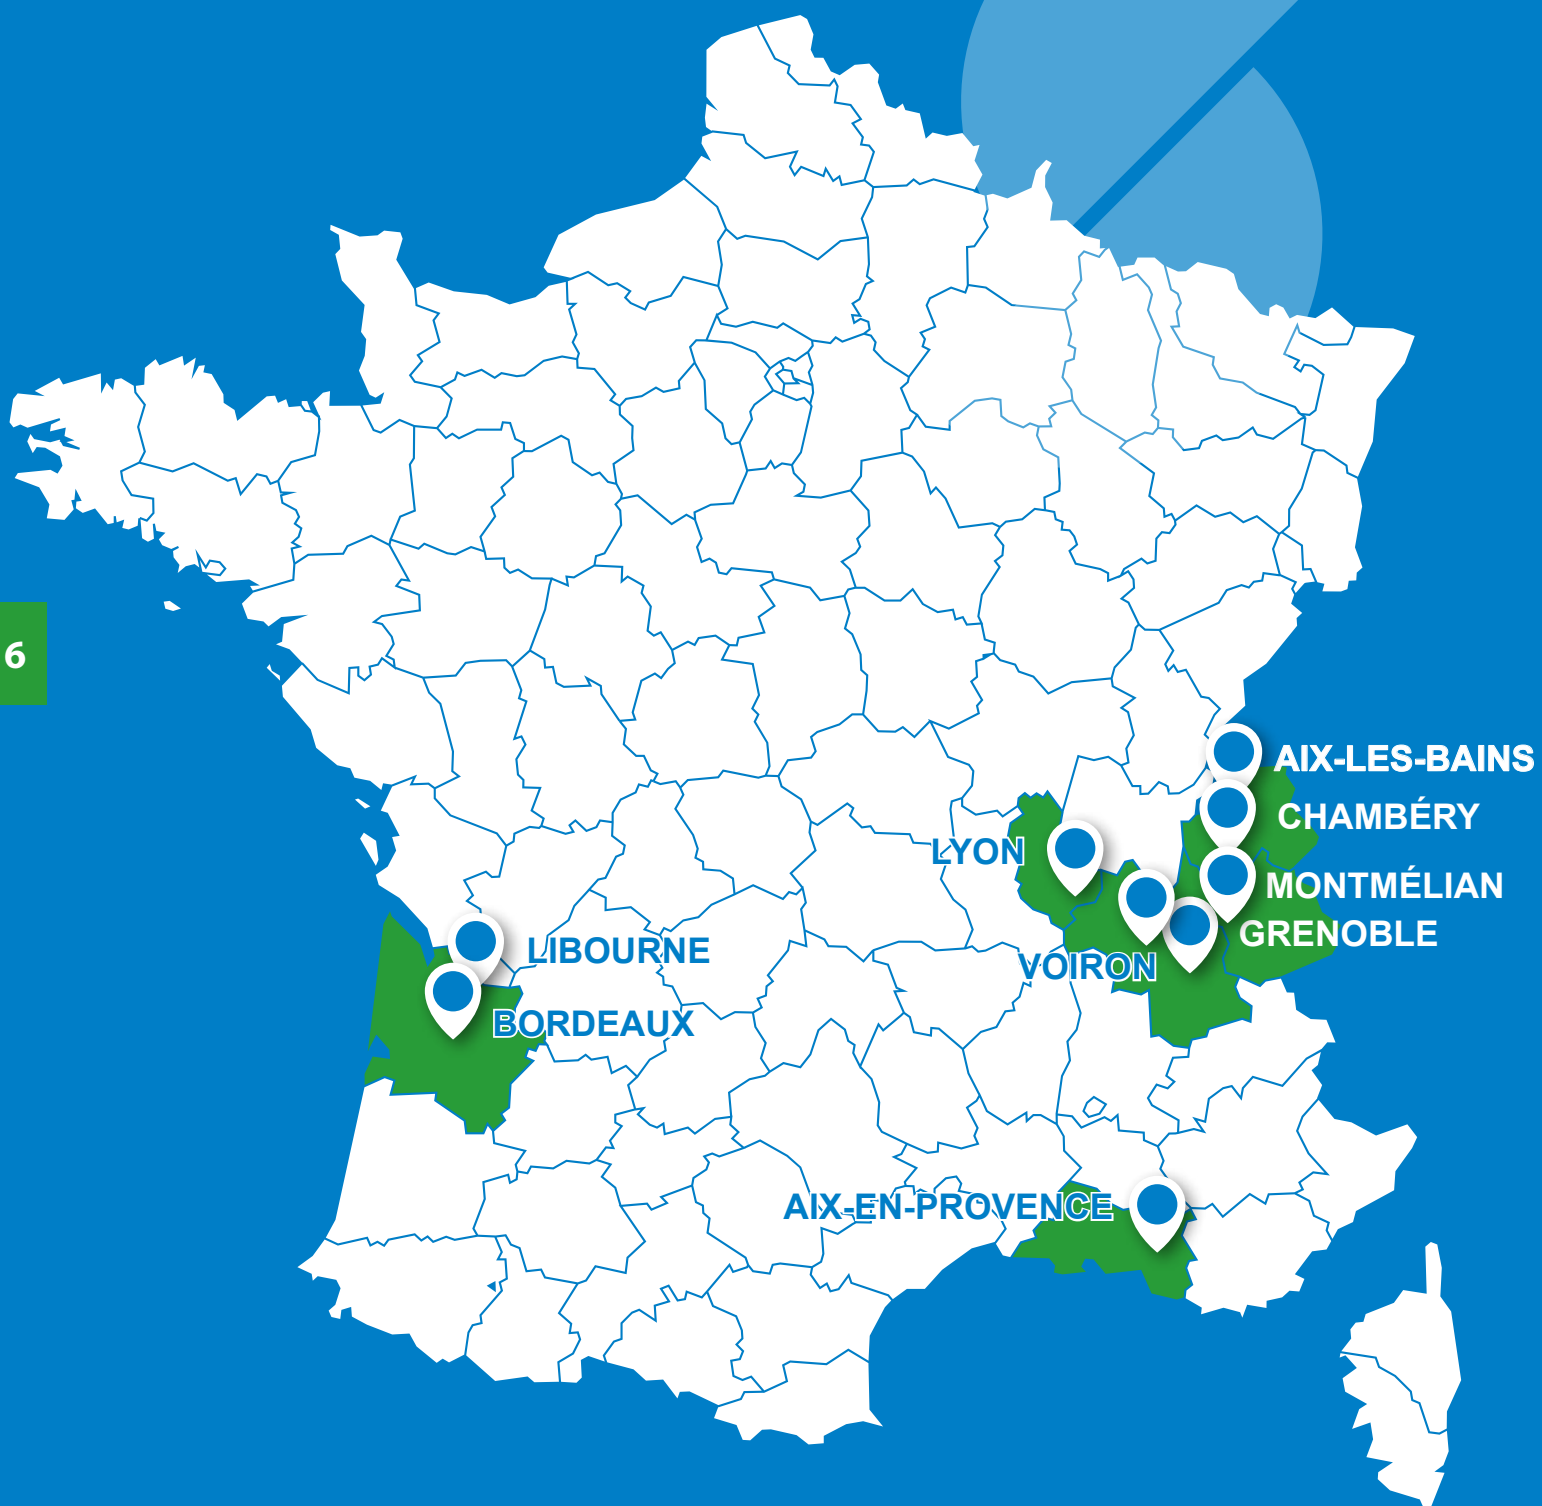 6
AIX-LES-BAINS
CHAMBÉRY
LYON
MONTMÉLIAN
GRENOBLE
LIBOURNE
VOIRON
BORDEAUX
AIX-EN-PROVENCE